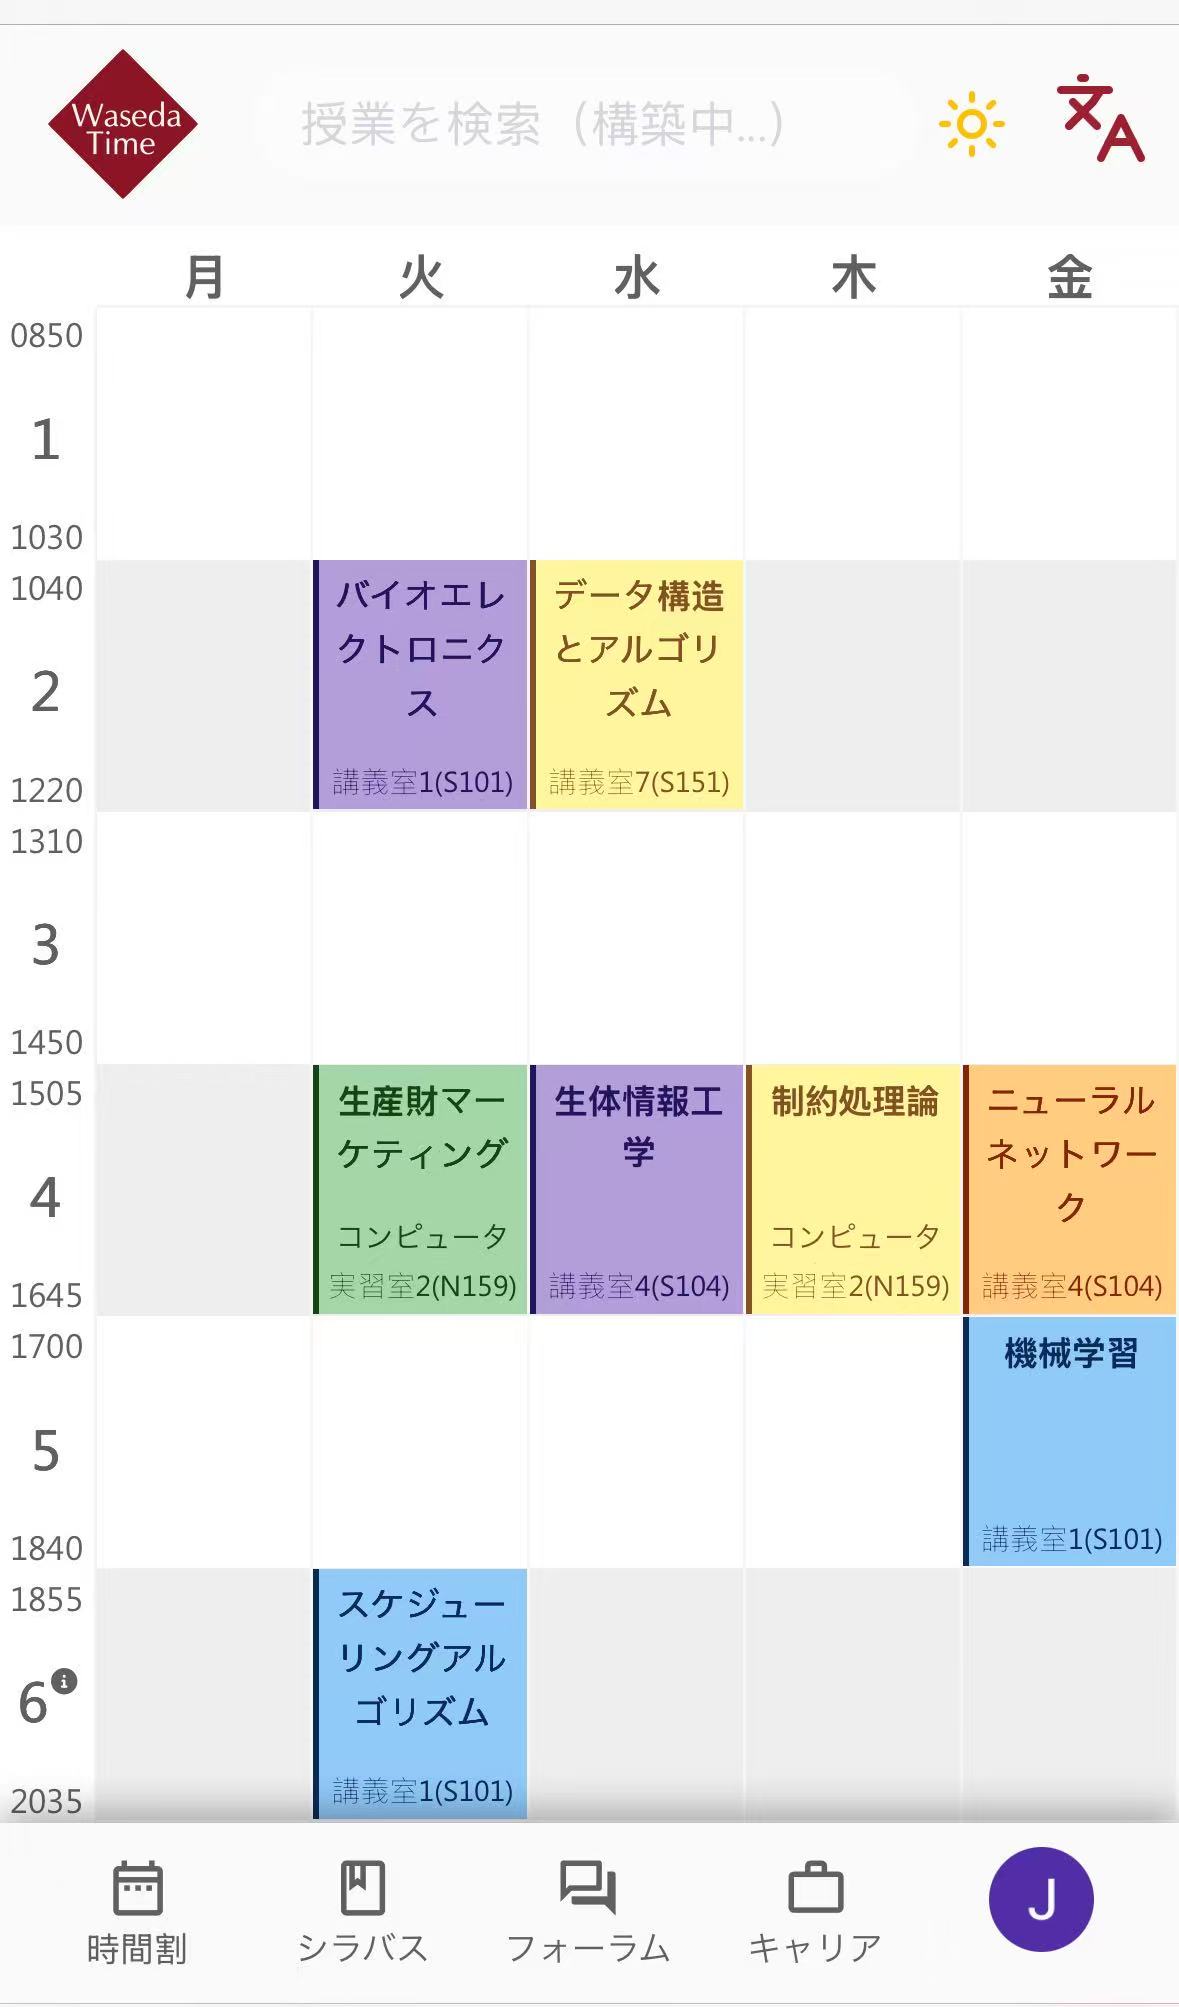 Waseda
Time
授業を検索（構築中...）
文A
月 火 水 木 金
0850
1
1030
1040
2
1220
バイオエレ
クトロニク
ス
講義室1(S101)
データ構造
とアルゴリ
ズム
講義室7(S151)
1310
3
1450
1505
4
1645
生産財マー
ケティング
コンピュータ
実習室2(N159)
生体情報工
学
講義室4(S104)
制約処理論
コンピュータ
実習室2(N159)
ニューラル
ネットワー
ク
講義室4(S104)
1700
5
1840
機械学習
講義室1(S101)
1855
6
i
2035
スケジュー
リングアル
ゴリズム
講義室1(S101)
時間割
シラバス
フォーラム
キャリア
J